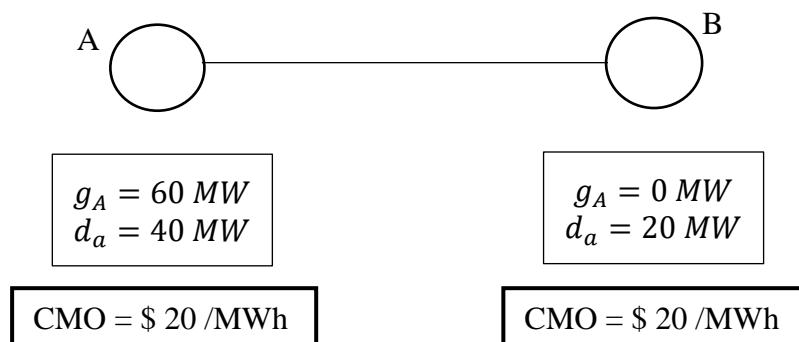 A
B
g_A = 60 MW
d_a = 40 MW
g_A = 0 MW
d_a = 20 MW
CMO = $ 20 /MWh
CMO = $ 20 /MWh